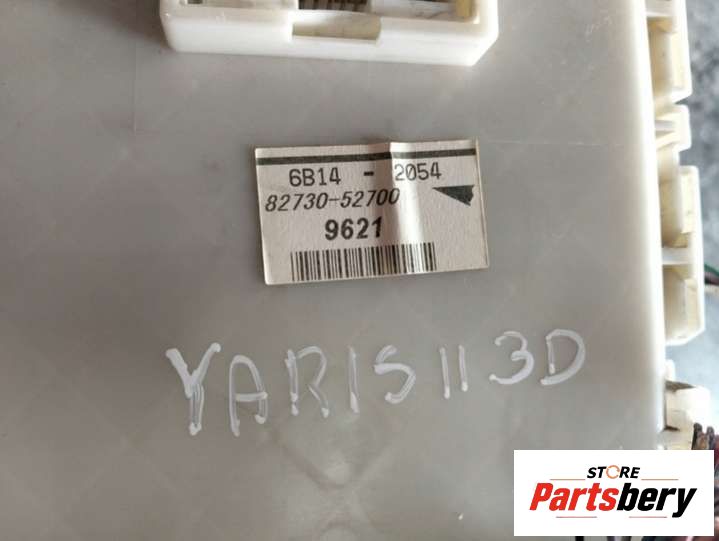 6B14 - 2054
82730-52700
9621
YARIS II 3D
STORE
Partsbery